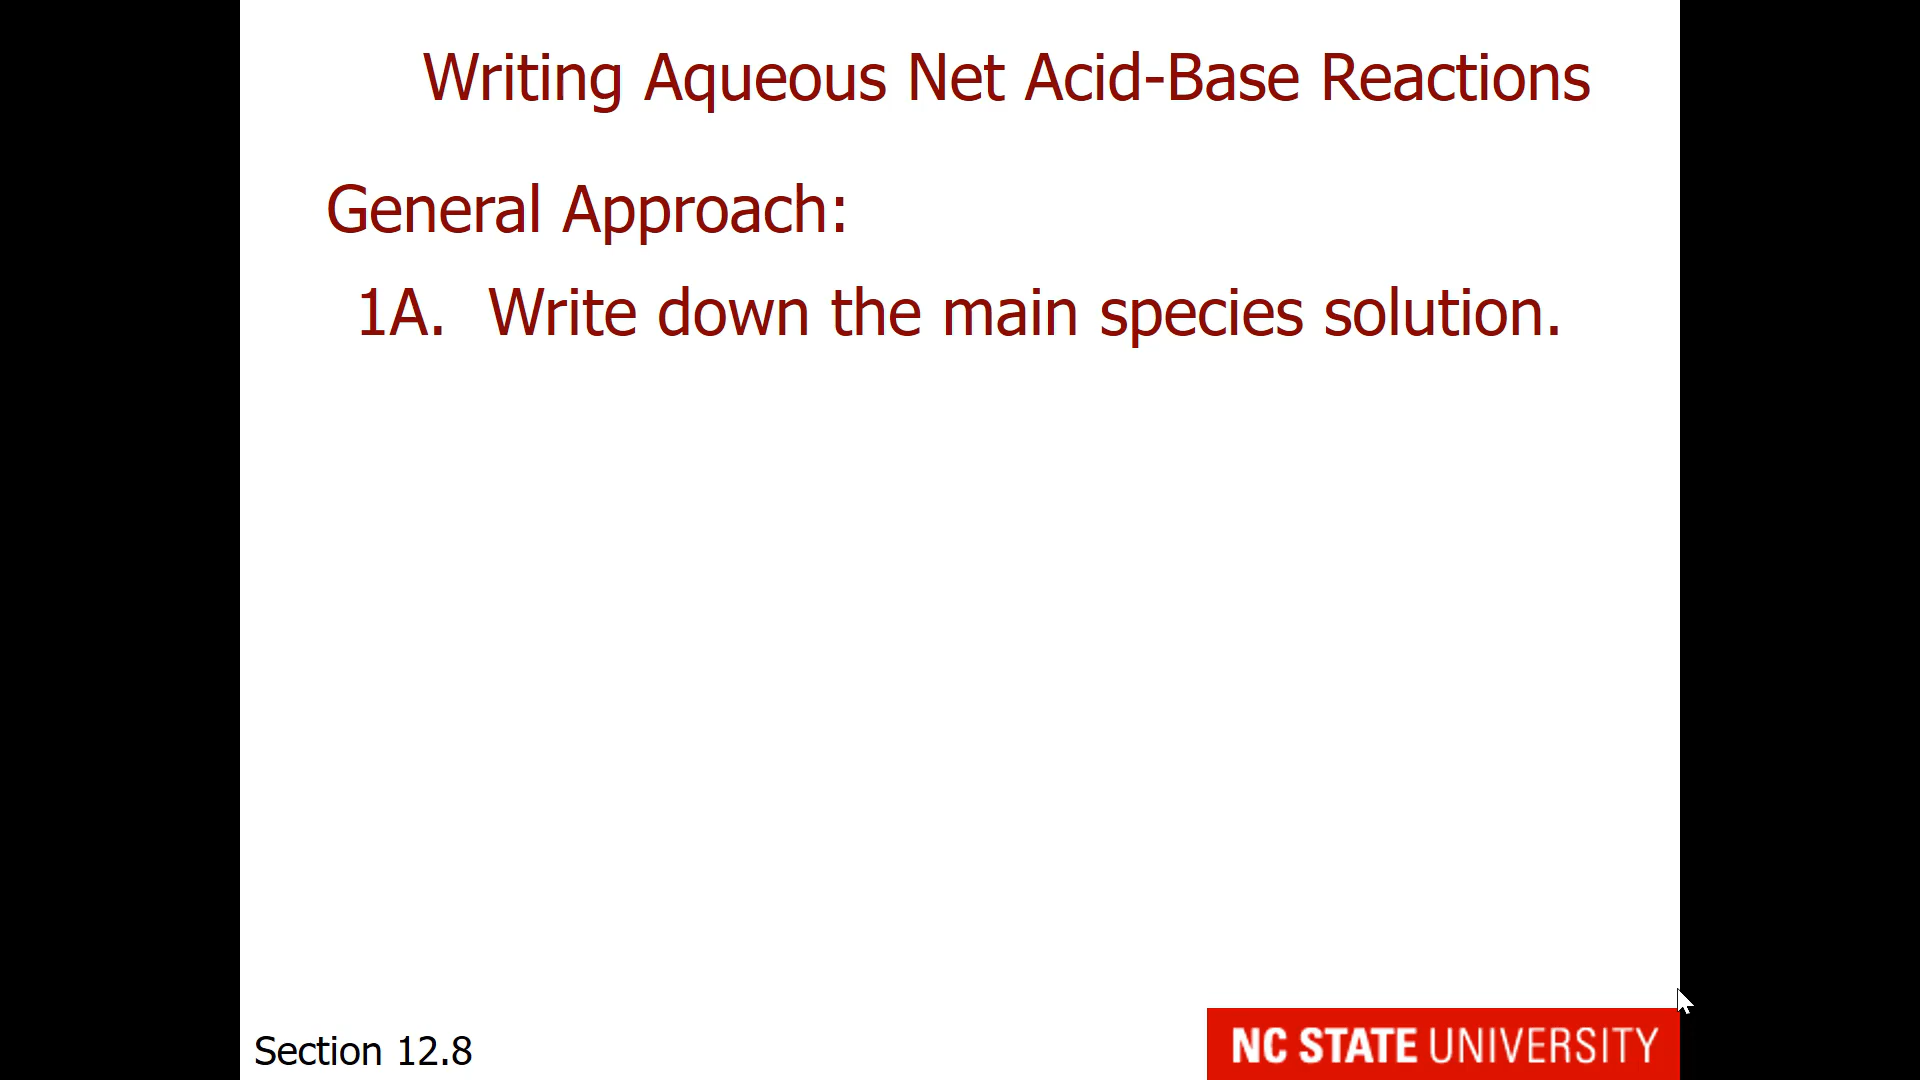 Writing Aqueous Net Acid-Base Reactions
General Approach:
1A. Write down the main species solution.
Section 12.8
NC STATE UNIVERSITY